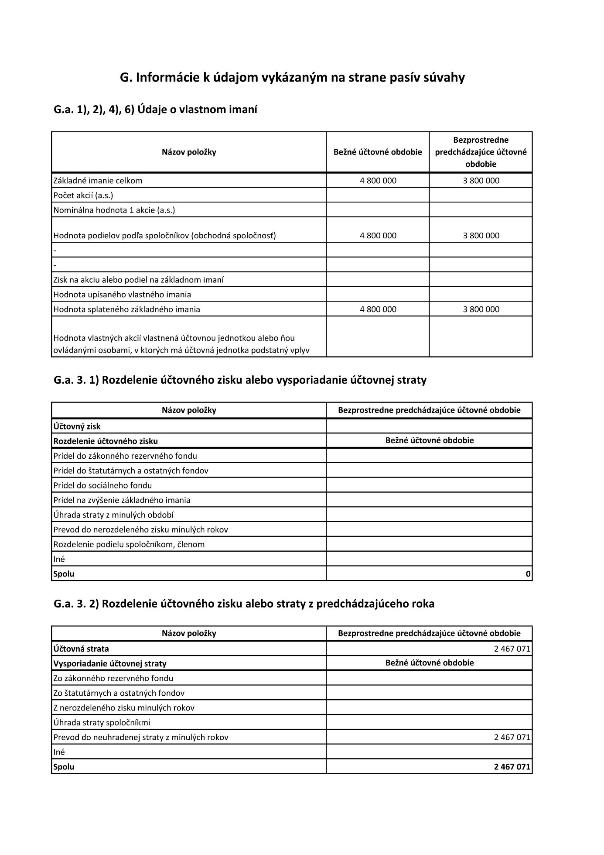 G. Informácie k údajom vykázaným na strane pasív súvahy
G.a. 1), 2), 4), 6) Údaje o vlastnom imaní
Názov položky Bežné účtovné obdobie Bezprostredne
predchádzajúce účtovné
obdobie
Základné imanie celkom 4 800 000 3 800 000
Počet akcií (a.s.)
Nominálna hodnota 1 akcie (a.s.)
Hodnota podielov podľa spoločníkov (obchodná spoločnosť) 4 800 000 3 800 000
-
-
Zisk na akciu alebo podiel na základnom imaní
Hodnota upísaného vlastného imania
Hodnota splateného základného imania 4 800 000 3 800 000
Hodnota vlastných akcií vlastnená účtovnou jednotkou alebo ňou
ovládanými osobami, v ktorých má účtovná jednotka podstatný vplyv
G.a. 3. 1) Rozdelenie účtovného zisku alebo vysporiadanie účtovnej straty
Názov položky Bezprostredne predchádzajúce účtovné obdobie
Účtovný zisk
Rozdelenie účtovného zisku Bežné účtovné obdobie
Prídel do zákonného rezervného fondu
Prídel do štatutárnych a ostatných fondov
Prídel do sociálneho fondu
Prídel na zvýšenie základného imania
Úhrada straty z minulých období
Prevod do nerozdeleného zisku minulých rokov
Rozdelenie podielu spoločníkom, členom
Iné
Spolu 0
G.a. 3. 2) Rozdelenie účtovného zisku alebo straty z predchádzajúceho roka
Názov položky Bezprostredne predchádzajúce účtovné obdobie
Účtovná strata 2 467 071
Vysporiadanie účtovnej straty Bežné účtovné obdobie
Zo zákonného rezervného fondu
Zo štatutárnych a ostatných fondov
Z nerozdeleného zisku minulých rokov
Úhrada straty spoločníkmi
Prevod do neuhradenej straty z minulých rokov 2 467 071
Iné
Spolu 2 467 071